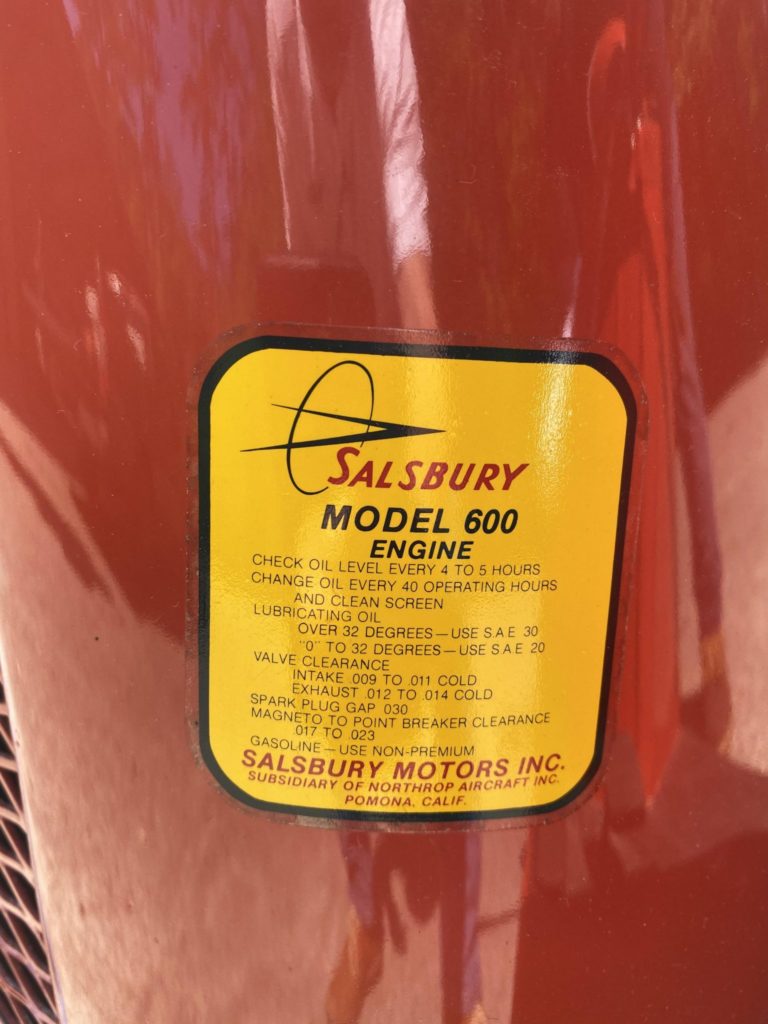 SALSBURY
MODEL 600
ENGINE
CHECK OIL LEVEL EVERY 4 TO 5 HOURS
CHANGE OIL EVERY 40 OPERATING HOURS
AND CLEAN SCREEN
LUBRICATING OIL
OVER 32 DEGREES — USE S.A.E. 30
"0" TO 32 DEGREES — USE S.A.E. 20
VALVE CLEARANCE
INTAKE .009 TO .011 COLD
EXHAUST .012 TO .014 COLD
SPARK PLUG GAP .030
MAGNETO TO POINT BREAKER CLEARANCE
.017 TO .023
GASOLINE — USE NON-PREMIUM
SALSBURY MOTORS INC.
SUBSIDIARY OF NORTHROP AIRCRAFT INC.
POMONA, CALIF.